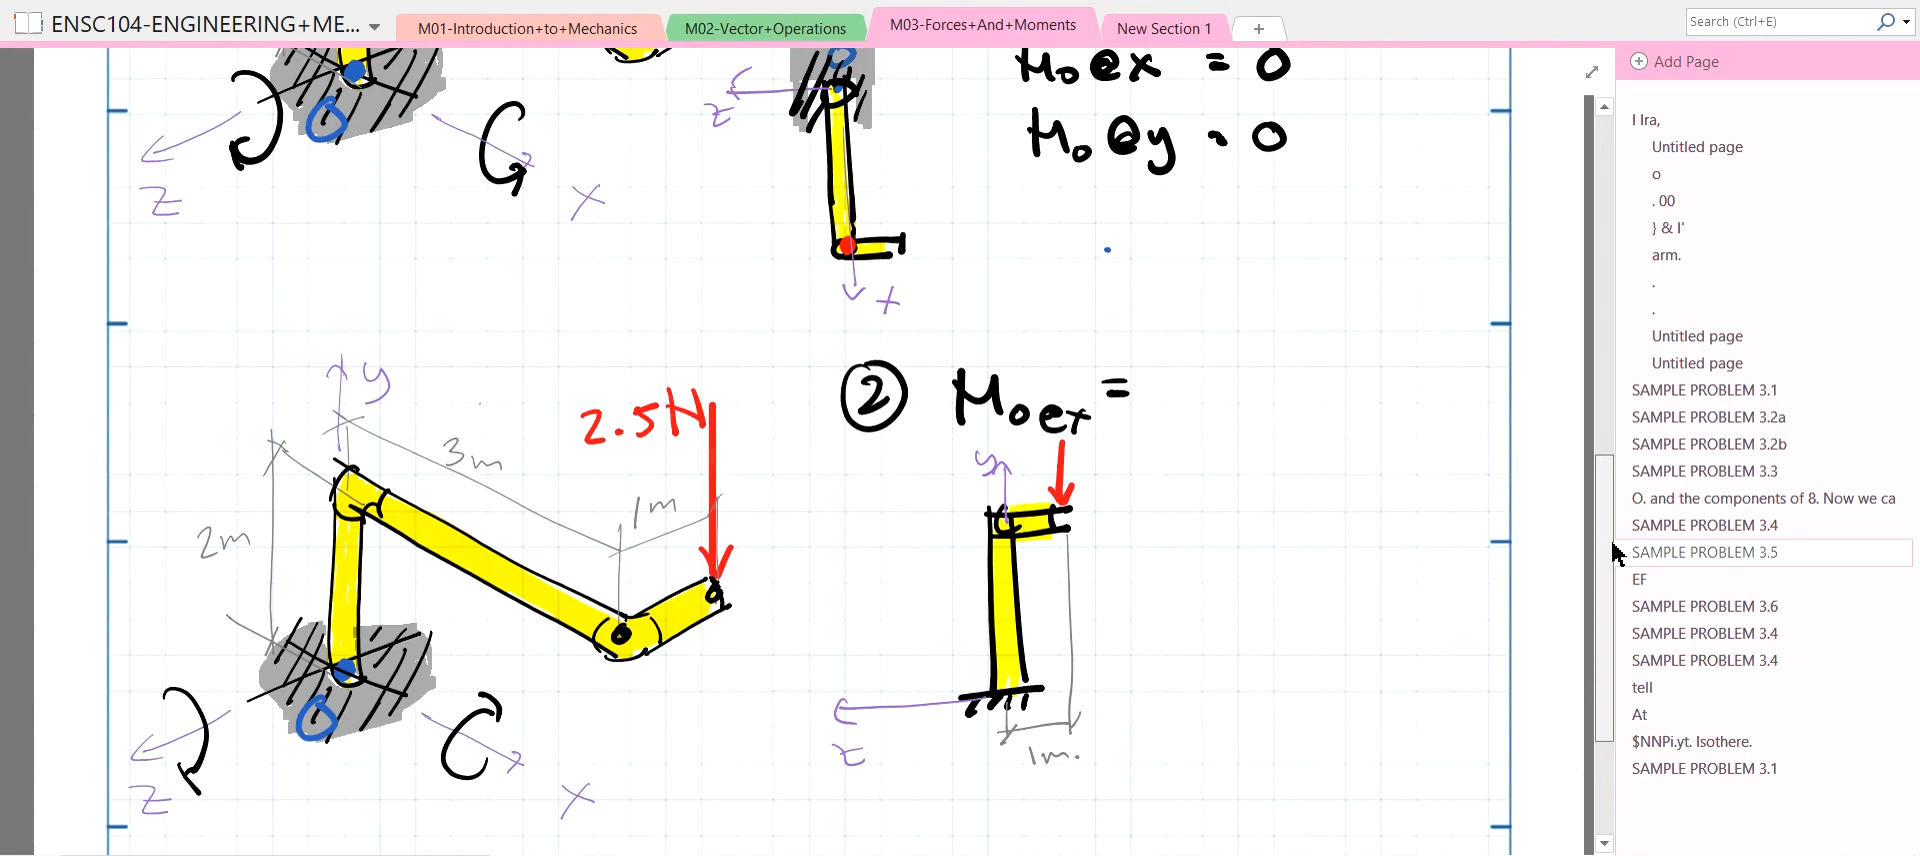 ENSC104-ENGINEERING+ME...
M01-Introduction+to+Mechanics
M02-Vector+Operations
M03-Forces+And+Moments
New Section 1
+
Search (Ctrl+E)
Mo@x = 0
Mo@y = 0
O
z
x
z
x
② Mo@x =
y
2.5N
3m
1m
2m
O
z
x
y
z
1m.
Add Page
I Ira,
Untitled page
o
. 00
} & I'
arm.
.
.
Untitled page
Untitled page
SAMPLE PROBLEM 3.1
SAMPLE PROBLEM 3.2a
SAMPLE PROBLEM 3.2b
SAMPLE PROBLEM 3.3
O. and the components of 8. Now we ca
SAMPLE PROBLEM 3.4
SAMPLE PROBLEM 3.5
EF
SAMPLE PROBLEM 3.6
SAMPLE PROBLEM 3.4
SAMPLE PROBLEM 3.4
tell
At
$NNPi.yt. Isothere.
SAMPLE PROBLEM 3.1